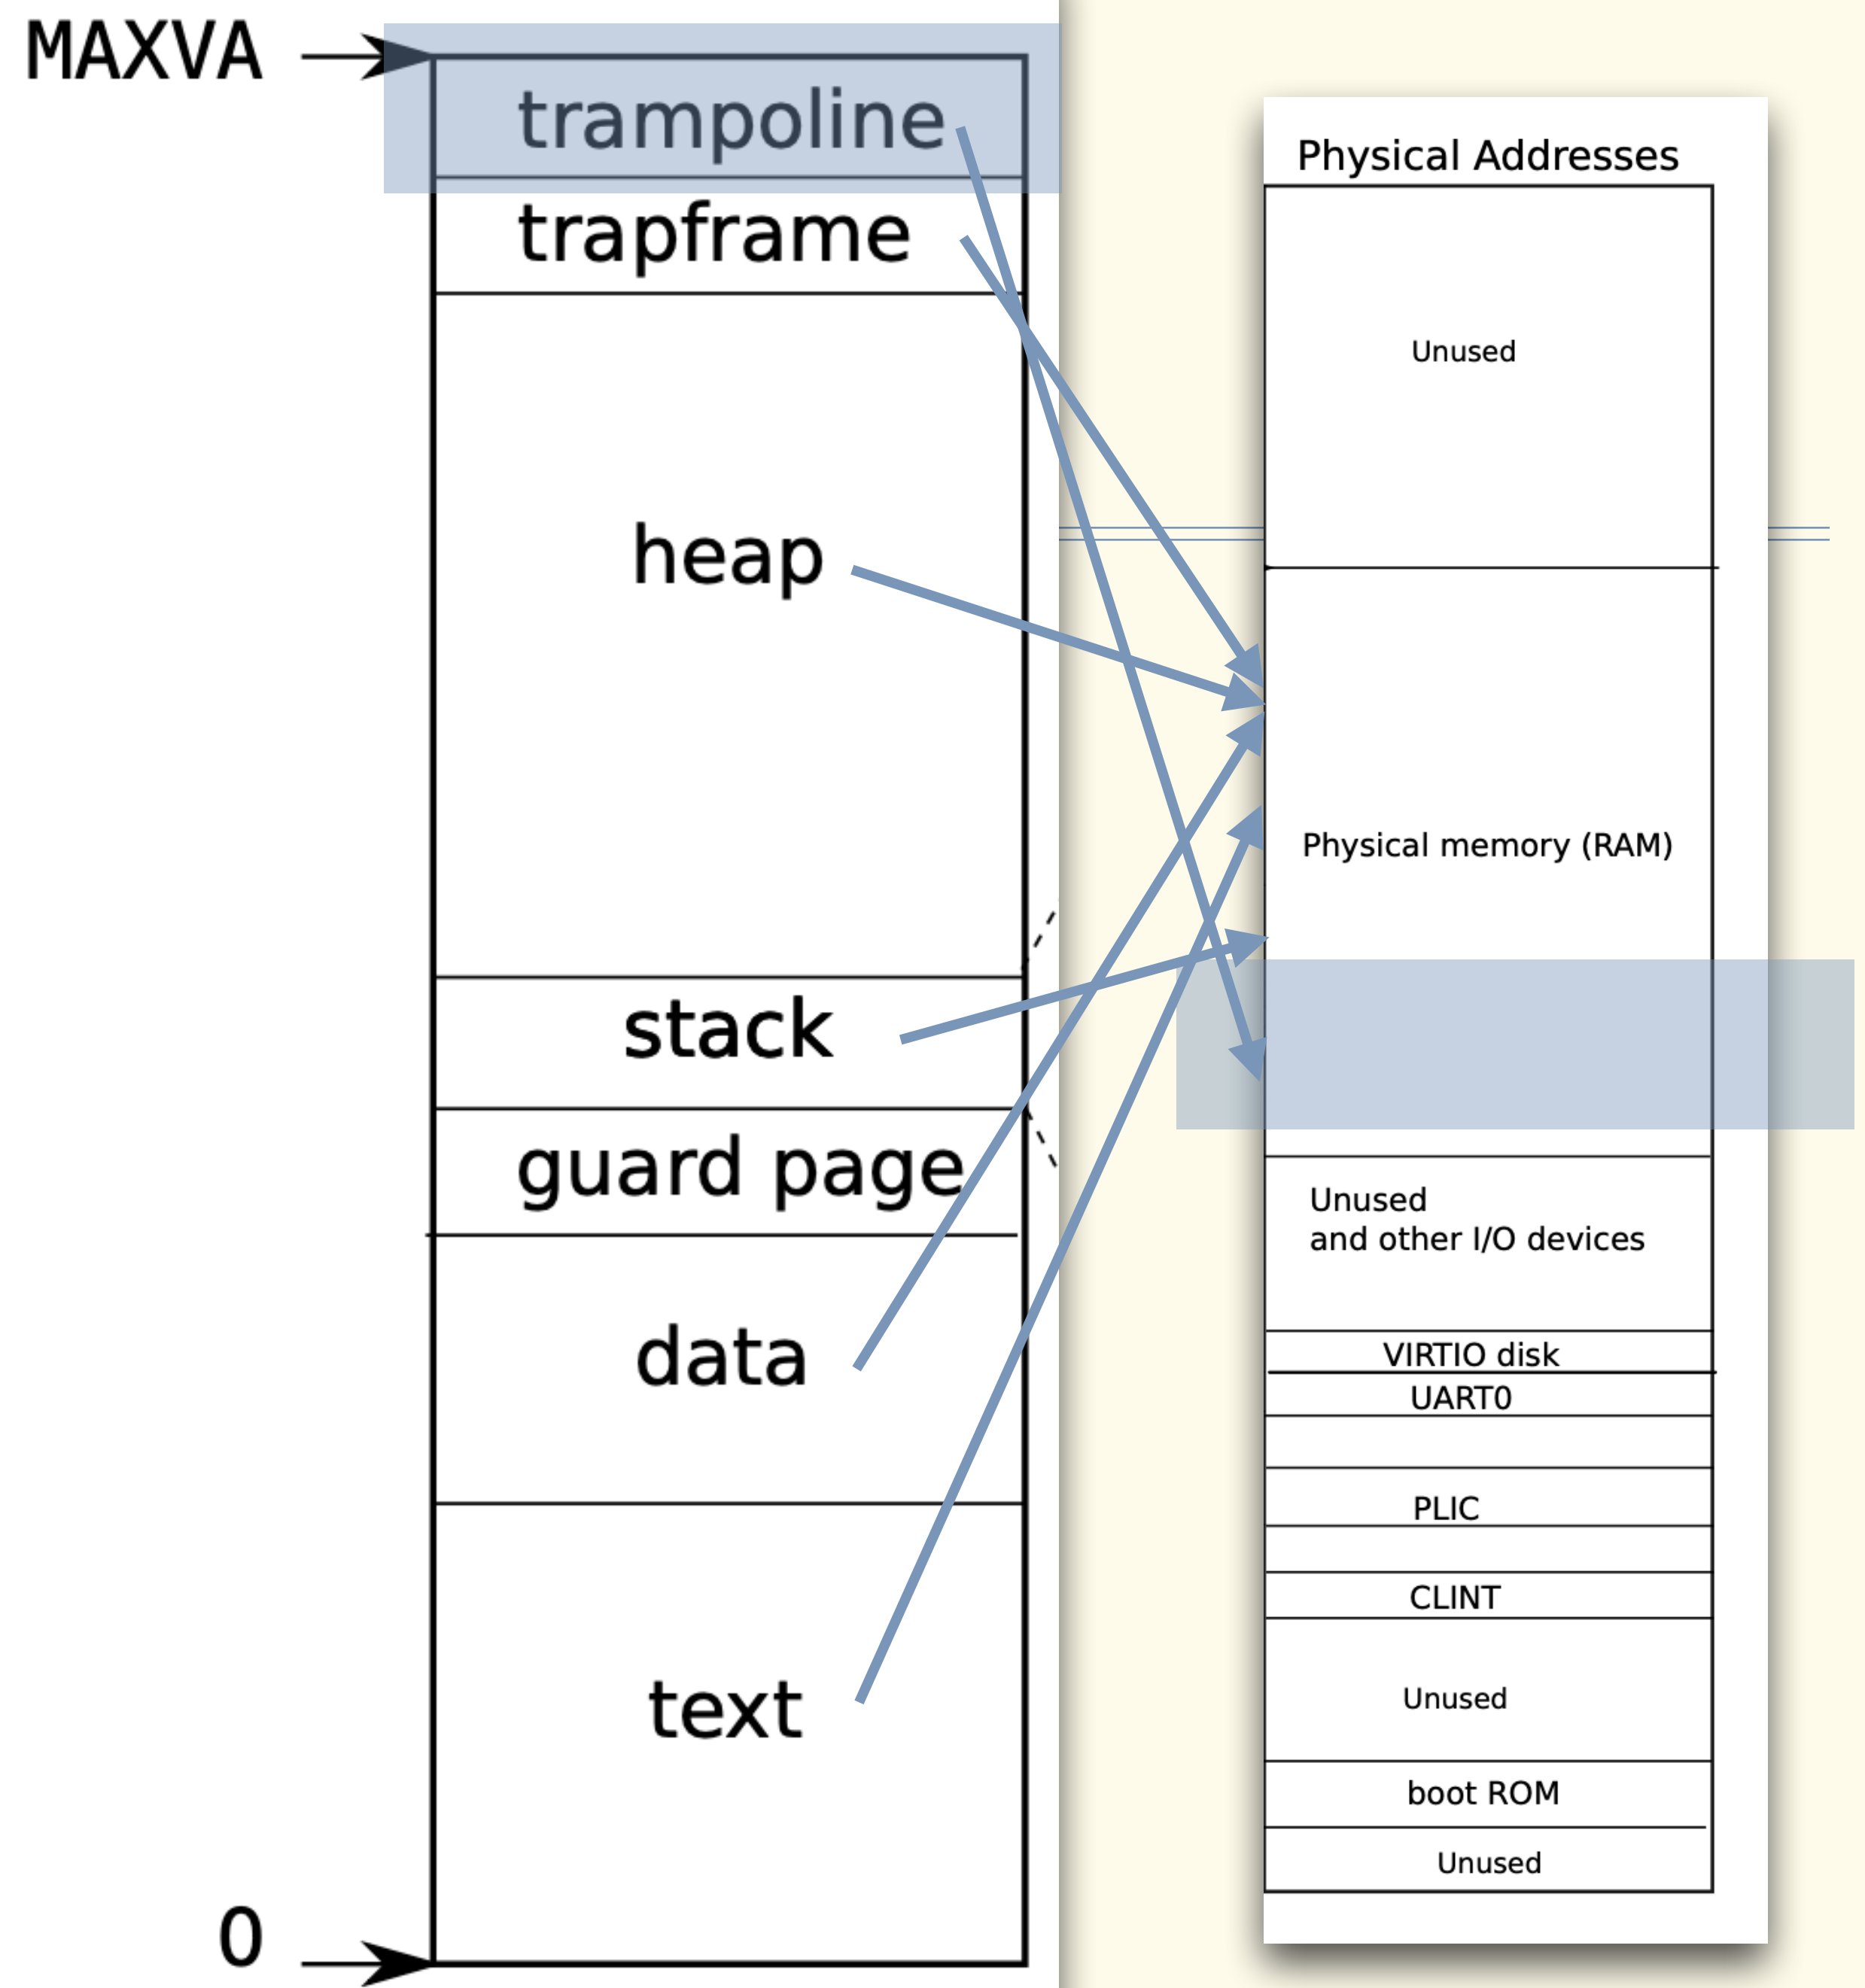 MAXVA
trampoline
trapframe
heap
stack
guard page
data
text
0
Physical Addresses
Unused
Physical memory (RAM)
Unused
and other I/O devices
VIRTIO disk
UART0
PLIC
CLINT
Unused
boot ROM
Unused